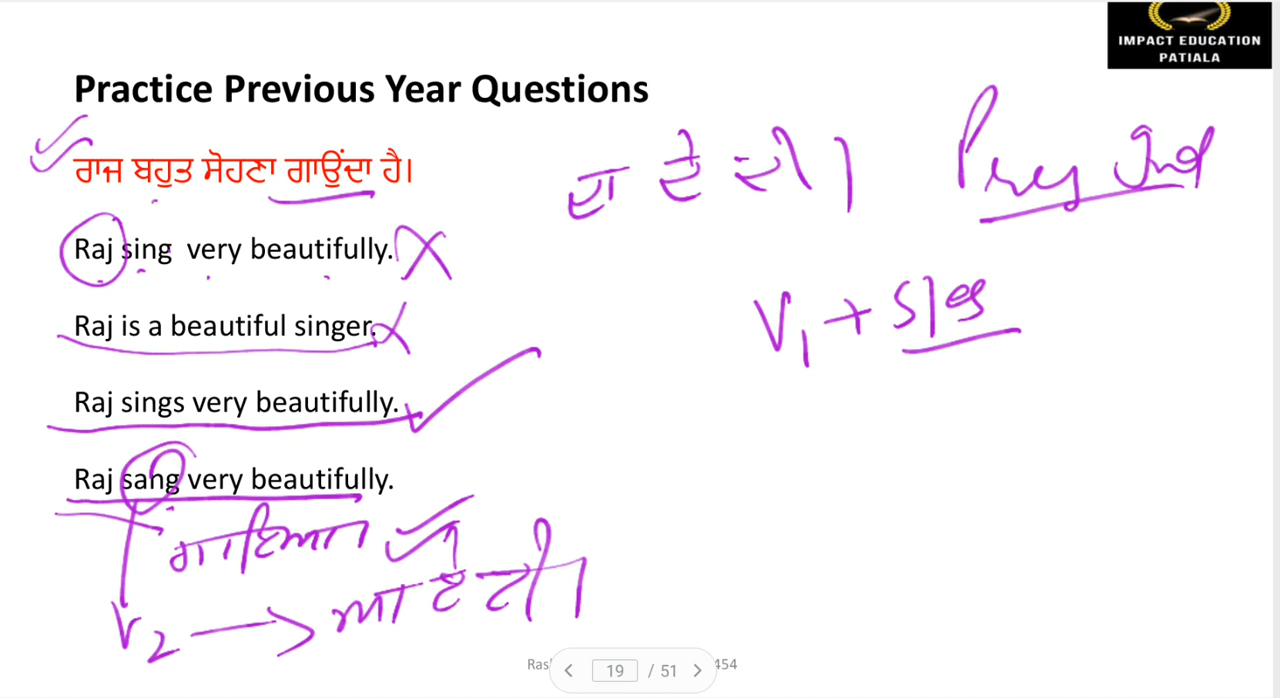 IMPACT EDUCATION
PATIALA
Practice Previous Year Questions
ਰਾਜ ਬਹੁਤ ਸੋਹਣਾ ਗਾਉਂਦਾ ਹੈ।
ਦਾ ਦੇ ਦੀ। Pres Ind
Raj sing very beautifully.
V1 + s/es
Raj is a beautiful singer.
Raj sings very beautifully.
Raj sang very beautifully.
ਗਾਇਆ
V2 →
19 / 51
454